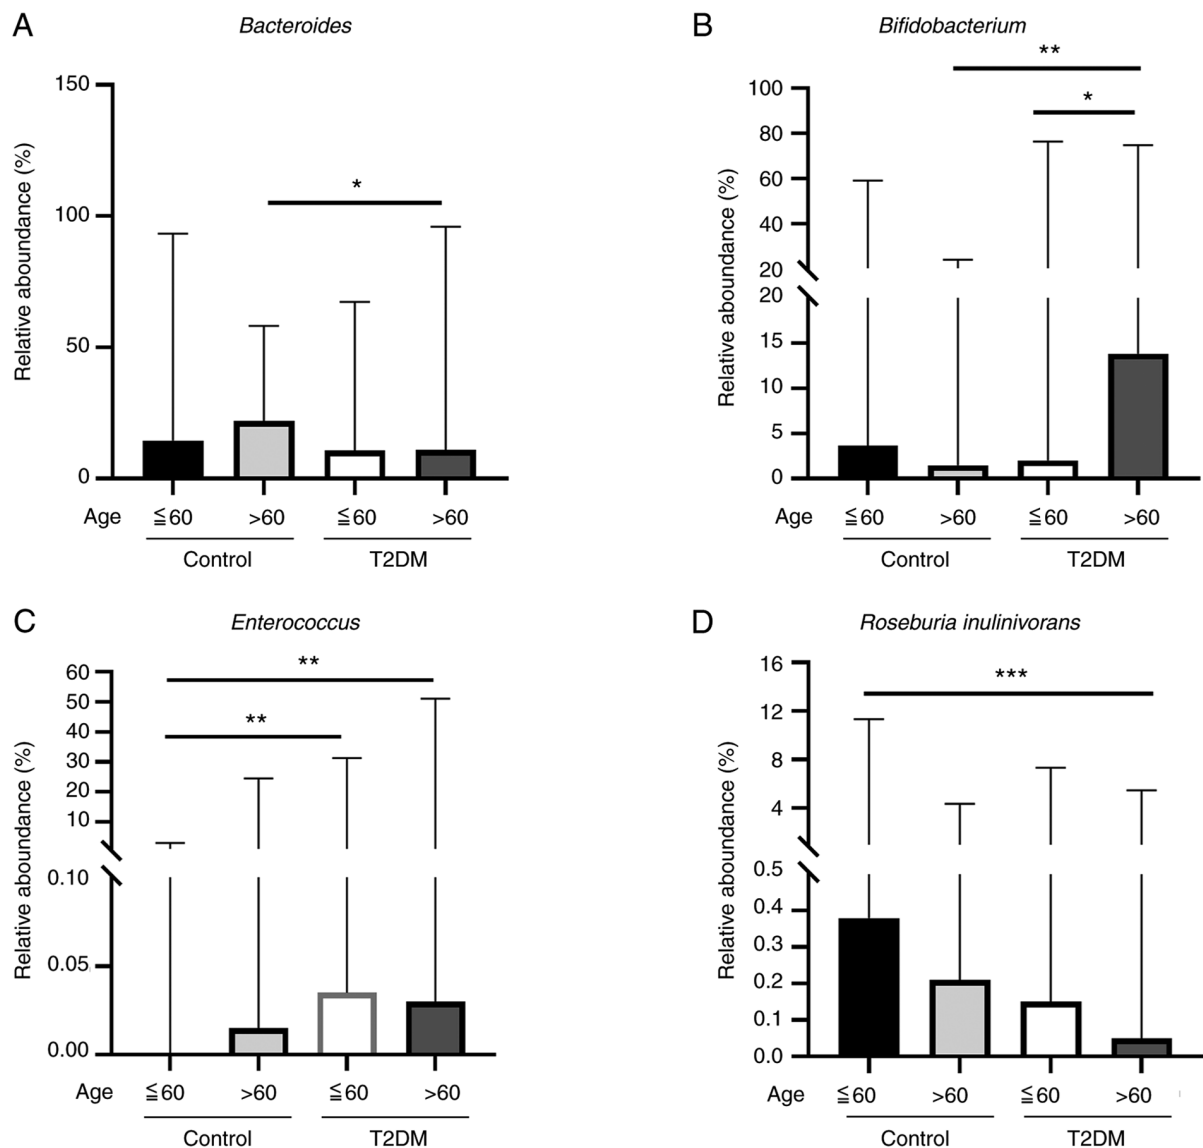 A
Bacteroides
Relative aboundance (%)
150
100
50
0
*
Age
≦60
>60
≦60
>60
Control
T2DM
B
Bifidobacterium
Relative aboundance (%)
100
80
60
40
20
20
15
10
5
0
**
*
Age
≦60
>60
≦60
>60
Control
T2DM
C
Enterococcus
Relative aboundance (%)
60
50
40
30
20
10
0.10
0.05
0.00
**
**
Age
≦60
>60
≦60
>60
Control
T2DM
D
Roseburia inulinivorans
Relative aboundance (%)
16
12
8
4
0.5
0.4
0.3
0.2
0.1
0.0
***
Age
≦60
>60
≦60
>60
Control
T2DM